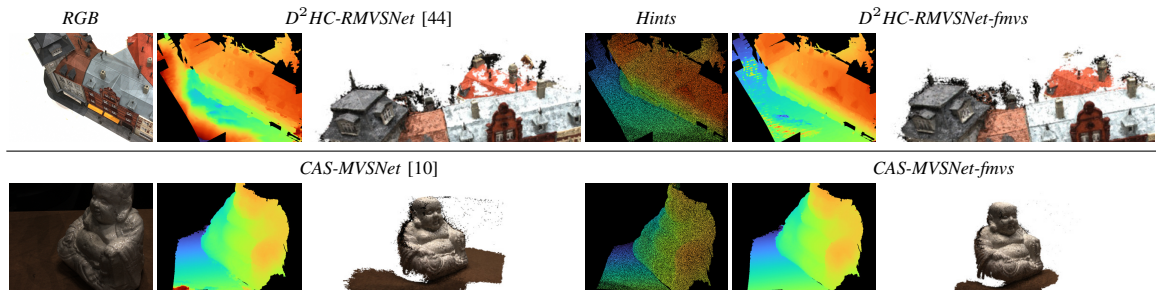 RGB D²HC-RMVSNet [44] Hints D²HC-RMVSNet-fmvs
CAS-MVSNet [10] CAS-MVSNet-fmvs